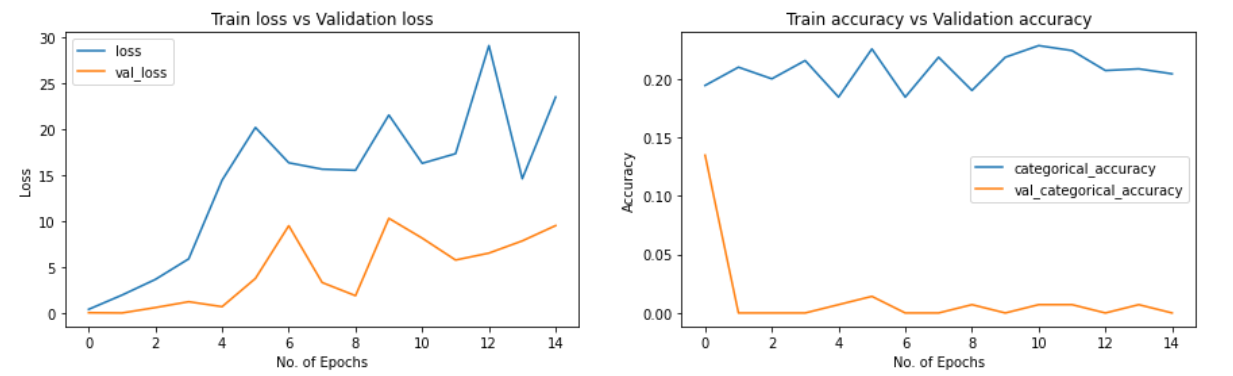 Train loss vs Validation loss
30
25
20
15
10
5
0
Loss
loss
val_loss
0 2 4 6 8 10 12 14
No. of Epochs
Train accuracy vs Validation accuracy
0.20
0.15
0.10
0.05
0.00
Accuracy
categorical_accuracy
val_categorical_accuracy
0 2 4 6 8 10 12 14
No. of Epochs